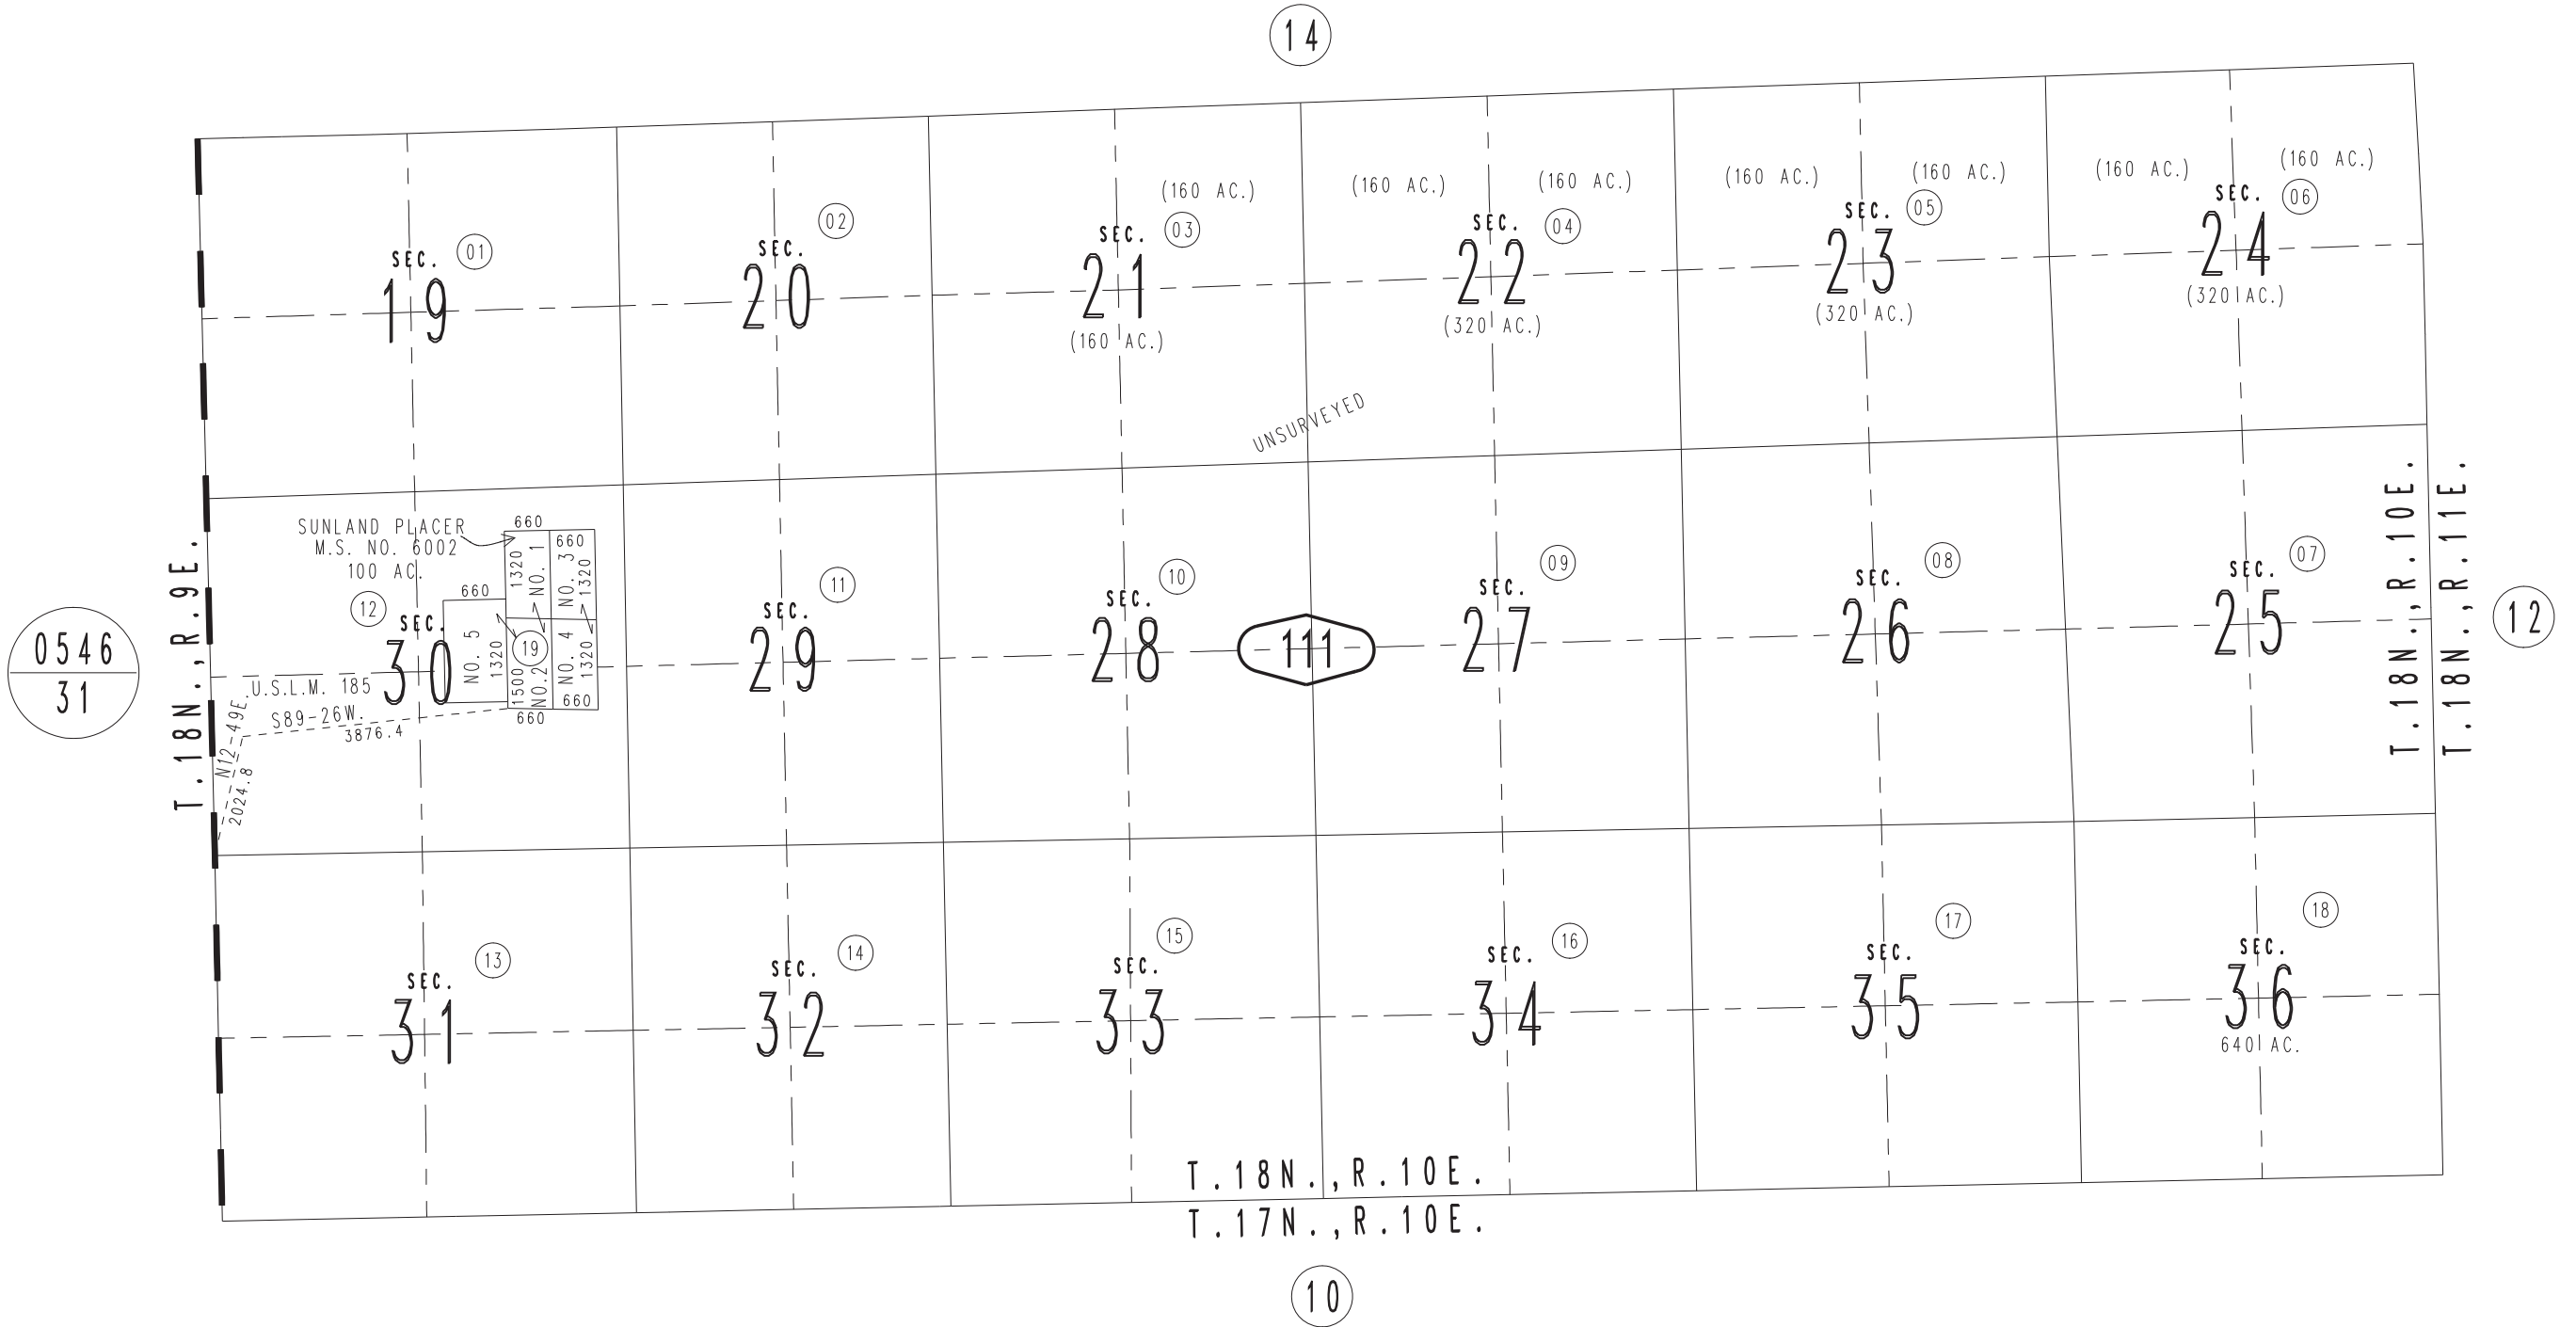 14
(160 AC.)
(160 AC.)
(160 AC.)
(160 AC.)
(160 AC.)
(160 AC.)
(160 AC.)
SEC. 01
19
SEC. 02
20
SEC. 03
21
(160 AC.)
SEC. 04
22
(320 AC.)
SEC. 05
23
(320 AC.)
SEC. 06
24
(320 AC.)
UNSURVEYED
SUNLAND PLACER
M.S. NO. 6002
100 AC.
12
SEC.
30
660
660
660
1320
NO. 1
NO. 3
1320
NO. 5
1320
19
1500
NO.2
NO. 4
1320
660
660
U.S.L.M. 185
S89-26W.
3876.4
N12-49E.
2024.8
SEC. 11
29
SEC. 10
28
111
SEC. 09
27
SEC. 08
26
SEC. 07
25
T.18N.,R.9E.
0546
31
T.18N.,R.10E.
T.18N.,R.11E.
12
SEC. 13
31
SEC. 14
32
SEC. 15
33
SEC. 16
34
SEC. 17
35
SEC. 18
36
640 AC.
T.18N.,R.10E.
T.17N.,R.10E.
10